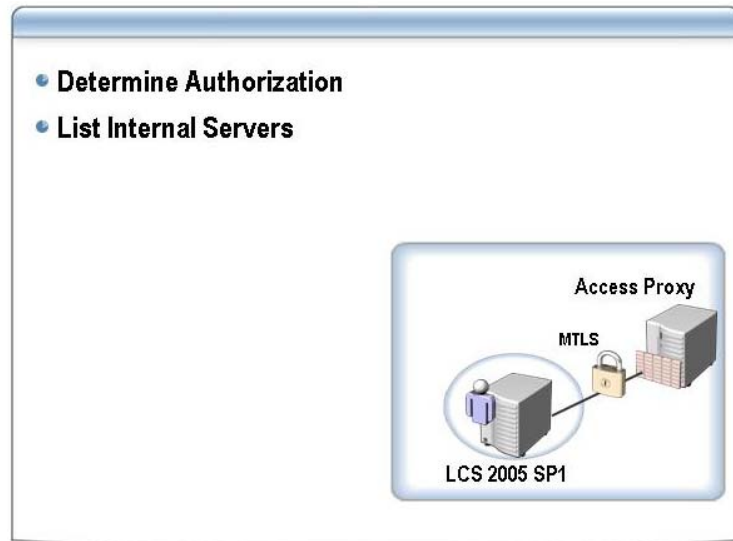 Determine Authorization
List Internal Servers
Access Proxy
MTLS
LCS 2005 SP1